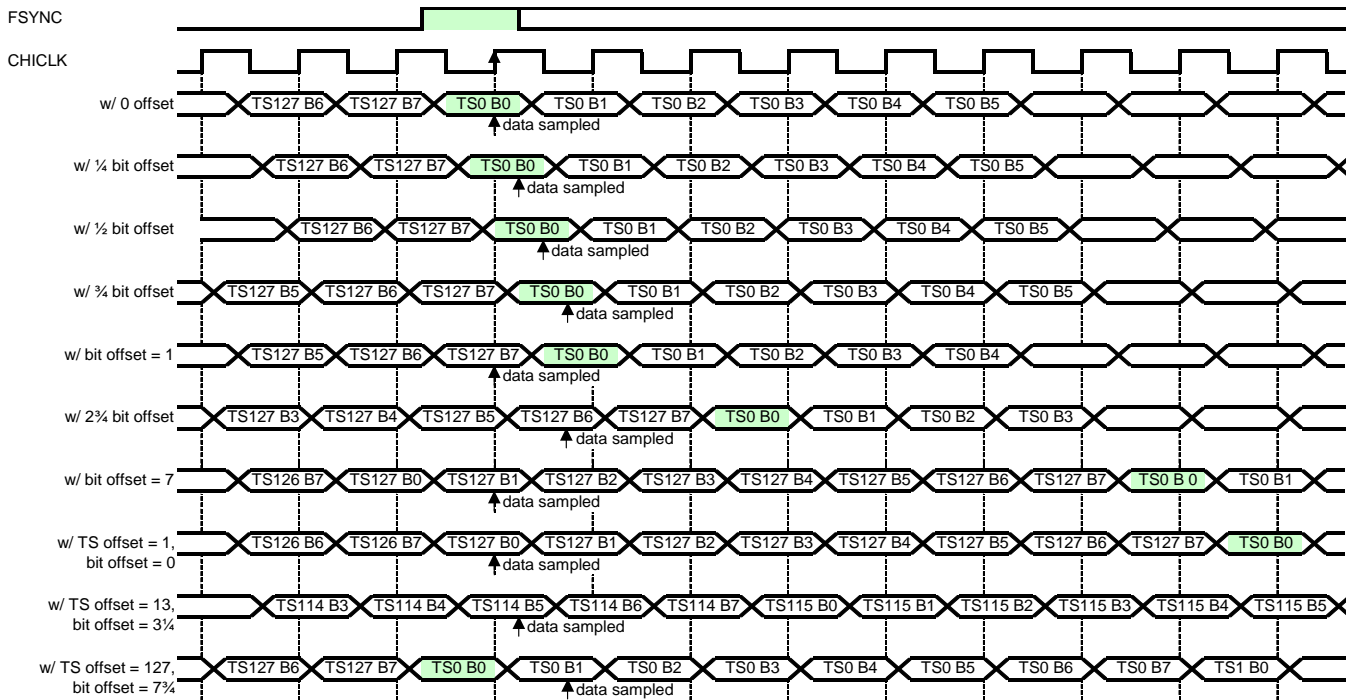 FSYNC
CHICLK
w/ 0 offset TS127 B6 TS127 B7 TS0 B0 TS0 B1 TS0 B2 TS0 B3 TS0 B4 TS0 B5
data sampled
w/ ¼ bit offset TS127 B6 TS127 B7 TS0 B0 TS0 B1 TS0 B2 TS0 B3 TS0 B4 TS0 B5
data sampled
w/ ½ bit offset TS127 B6 TS127 B7 TS0 B0 TS0 B1 TS0 B2 TS0 B3 TS0 B4 TS0 B5
data sampled
w/ ¾ bit offset TS127 B5 TS127 B6 TS127 B7 TS0 B0 TS0 B1 TS0 B2 TS0 B3 TS0 B4 TS0 B5
data sampled
w/ bit offset = 1 TS127 B5 TS127 B6 TS127 B7 TS0 B0 TS0 B1 TS0 B2 TS0 B3 TS0 B4
data sampled
w/ 2¾ bit offset TS127 B3 TS127 B4 TS127 B5 TS127 B6 TS127 B7 TS0 B0 TS0 B1 TS0 B2 TS0 B3
data sampled
w/ bit offset = 7 TS126 B7 TS127 B0 TS127 B1 TS127 B2 TS127 B3 TS127 B4 TS127 B5 TS127 B6 TS127 B7 TS0 B 0 TS0 B1
data sampled
w/ TS offset = 1, TS126 B6 TS126 B7 TS127 B0 TS127 B1 TS127 B2 TS127 B3 TS127 B4 TS127 B5 TS127 B6 TS127 B7 TS0 B0
bit offset = 0 data sampled
w/ TS offset = 13, TS114 B3 TS114 B4 TS114 B5 TS114 B6 TS114 B7 TS115 B0 TS115 B1 TS115 B2 TS115 B3 TS115 B4 TS115 B5
bit offset = 3¼ data sampled
w/ TS offset = 127, TS127 B6 TS127 B7 TS0 B0 TS0 B1 TS0 B2 TS0 B3 TS0 B4 TS0 B5 TS0 B6 TS0 B7 TS1 B0
bit offset = 7¾ data sampled